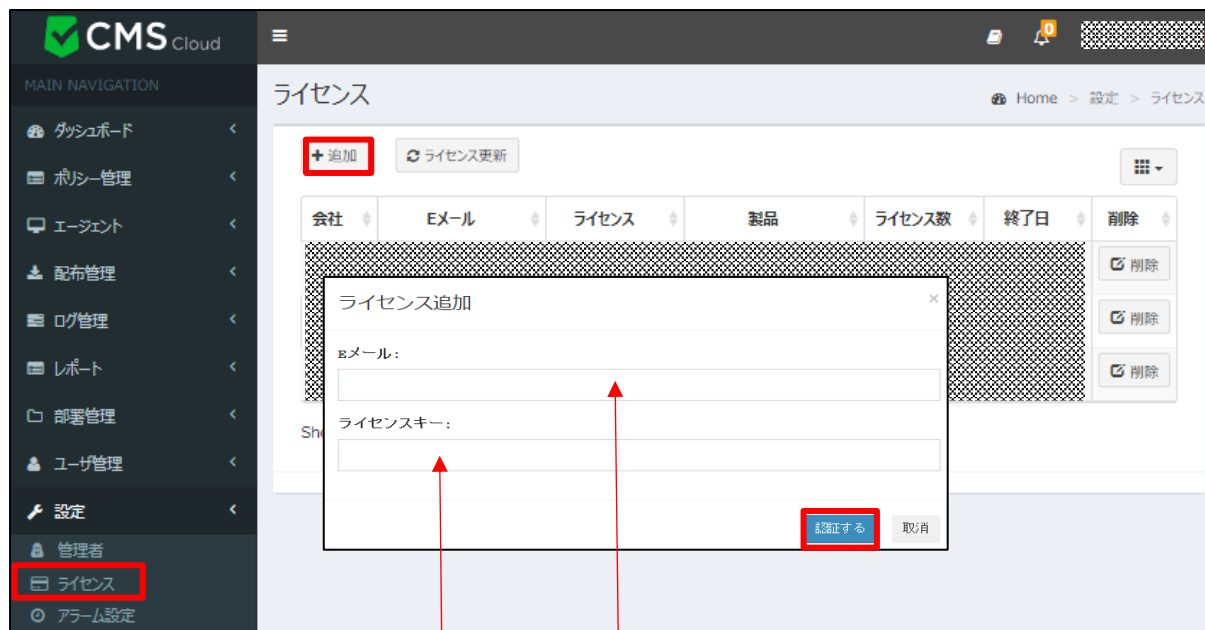 CMS Cloud
0
MAIN NAVIGATION
ライセンス
Home > 設定 > ライセンス
ダッシュボード
ポリシー管理
エージェント
配布管理
ログ管理
レポート
部署管理
ユーザ管理
設定
管理者
ライセンス
アラーム設定
追加
ライセンス更新
会社 Eメール ライセンス 製品 ライセンス数 終了日 削除
削除
削除
削除
Sho
ライセンス追加
×
Eメール:
ライセンスキー:
認証する
取消